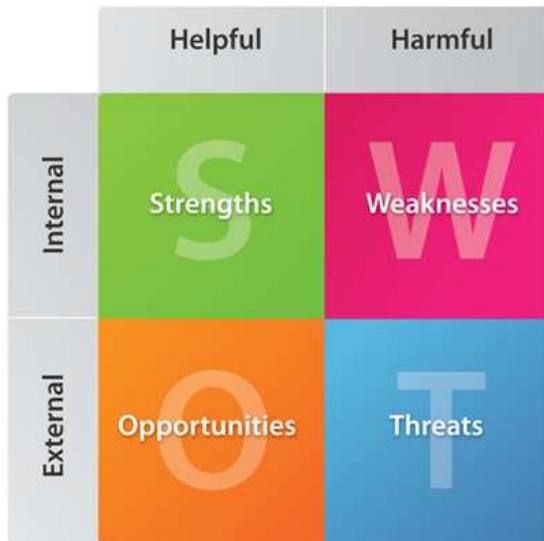 Helpful
Harmful
Internal
S
Strengths
W
Weaknesses
External
O
Opportunities
T
Threats